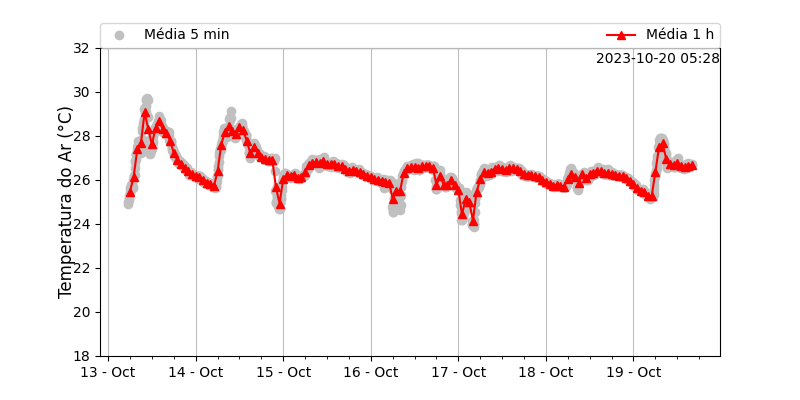 Média 5 min
Média 1 h
2023-10-20 05:28
Temperatura do Ar (°C)
32
30
28
26
24
22
20
18
13 - Oct
14 - Oct
15 - Oct
16 - Oct
17 - Oct
18 - Oct
19 - Oct